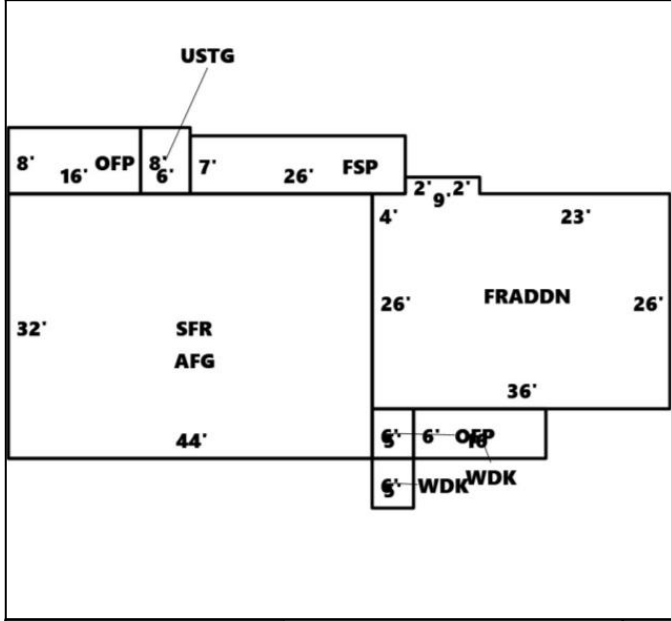 USTG
8' 16' OFP 8' 6' 7' 26' FSP
2' 9' 2'
4' 23'
26' FRADDN 26'
32' SFR
AFG
36'
44' 6' 5' 6' OFP 16'
6' 5' WDK WDK